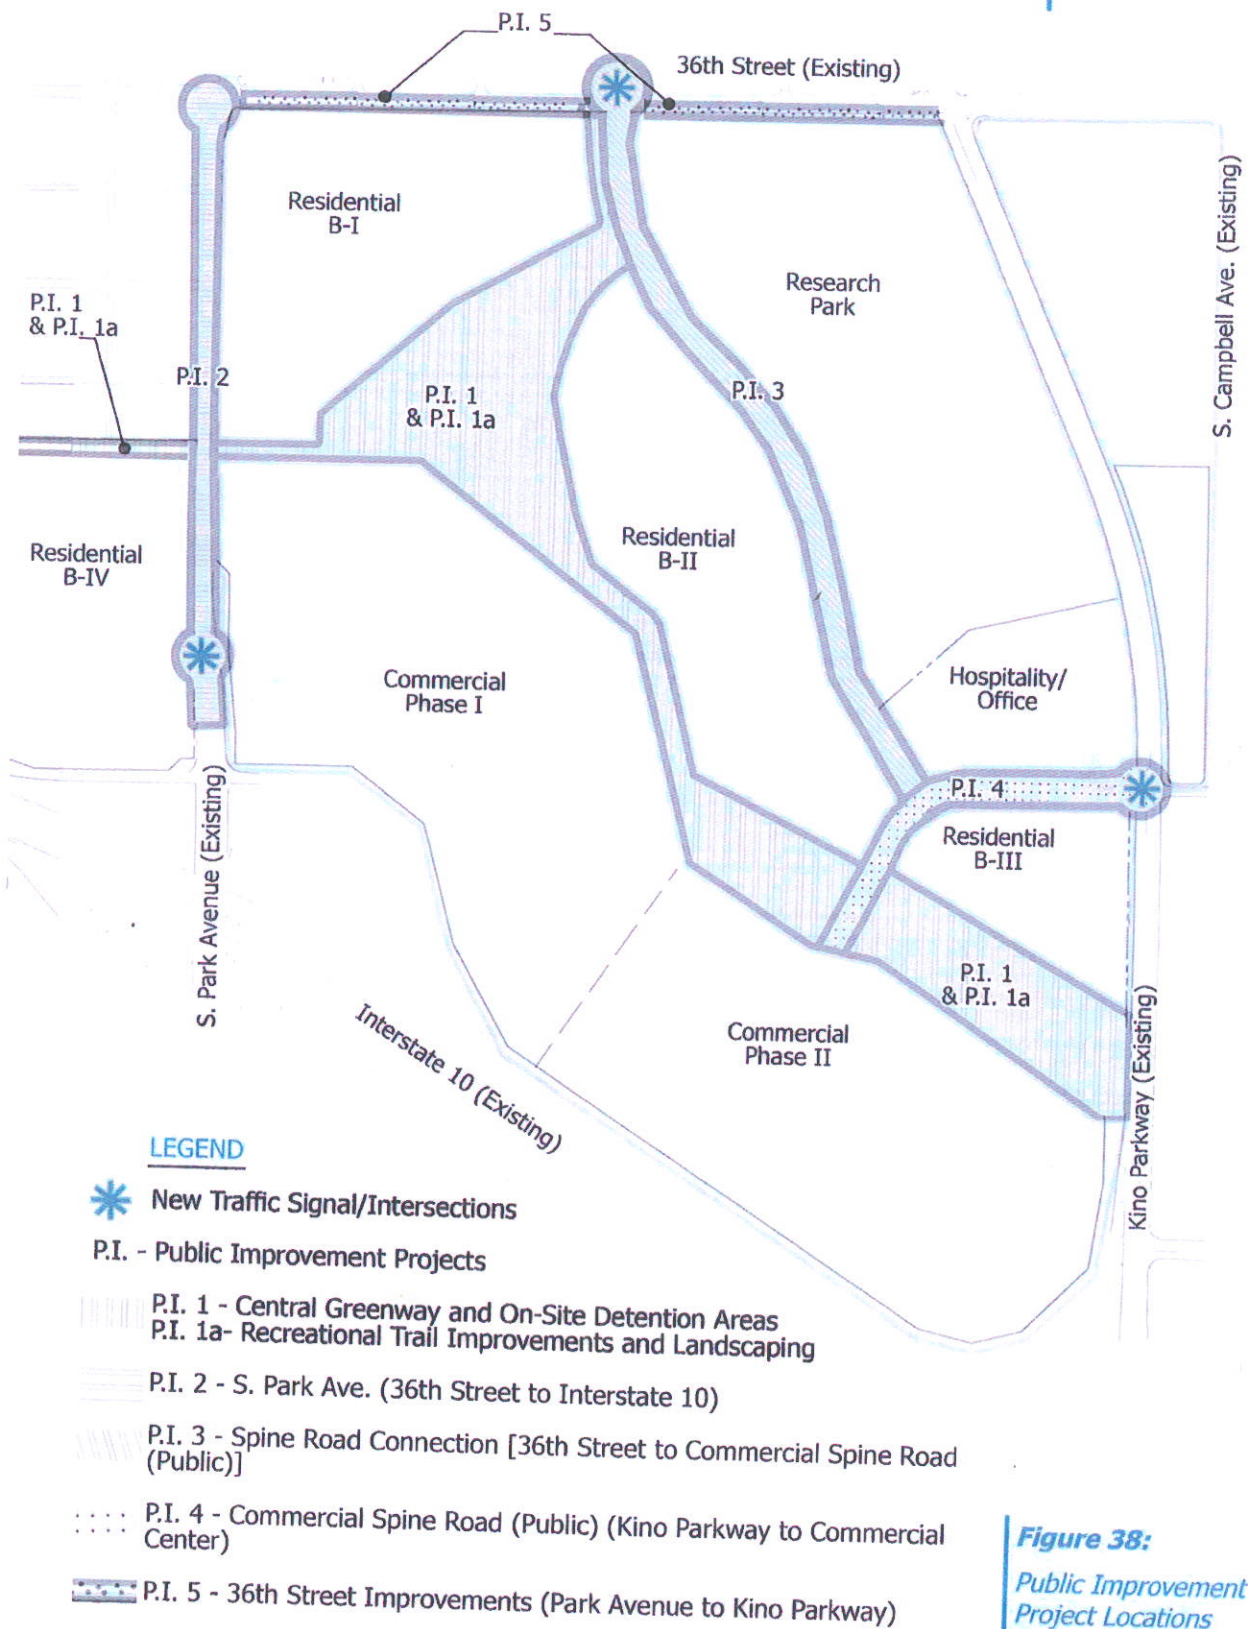 P.I. 5
36th Street (Existing)
Residential
B-I
S. Campbell Ave. (Existing)
Research
Park
P.I. 1
& P.I. 1a
P.I. 2
P.I. 1
& P.I. 1a
P.I. 3
Residential
B-IV
Residential
B-II
Commercial
Phase I
Hospitality/
Office
P.I. 4
Residential
B-III
S. Park Avenue (Existing)
P.I. 1
& P.I. 1a
Interstate 10 (Existing)
Commercial
Phase II
Kino Parkway (Existing)
LEGEND
New Traffic Signal/Intersections
P.I. - Public Improvement Projects
P.I. 1 - Central Greenway and On-Site Detention Areas
P.I. 1a- Recreational Trail Improvements and Landscaping
P.I. 2 - S. Park Ave. (36th Street to Interstate 10)
P.I. 3 - Spine Road Connection [36th Street to Commercial Spine Road
(Public)]
P.I. 4 - Commercial Spine Road (Public) (Kino Parkway to Commercial
Center)
P.I. 5 - 36th Street Improvements (Park Avenue to Kino Parkway)
Figure 38:
Public Improvement
Project Locations